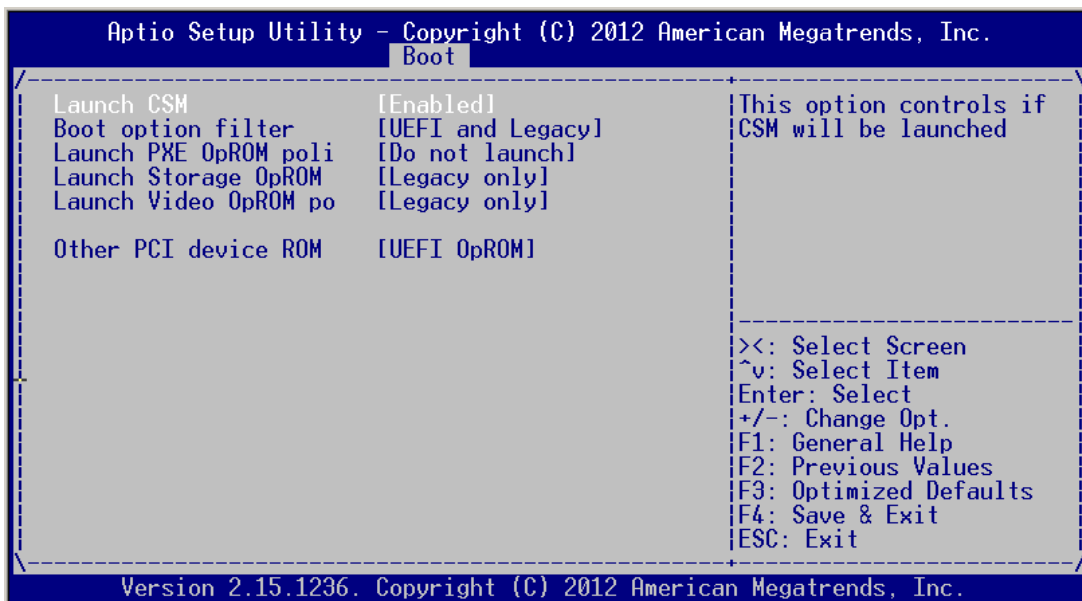 Aptio Setup Utility - Copyright (C) 2012 American Megatrends, Inc.
Boot
Launch CSM [Enabled]
Boot option filter [UEFI and Legacy]
Launch PXE OpROM poli [Do not launch]
Launch Storage OpROM [Legacy only]
Launch Video OpROM po [Legacy only]
Other PCI device ROM [UEFI OpROM]
This option controls if
CSM will be launched
><: Select Screen
^v: Select Item
Enter: Select
+/-: Change Opt.
F1: General Help
F2: Previous Values
F3: Optimized Defaults
F4: Save & Exit
ESC: Exit
Version 2.15.1236. Copyright (C) 2012 American Megatrends, Inc.